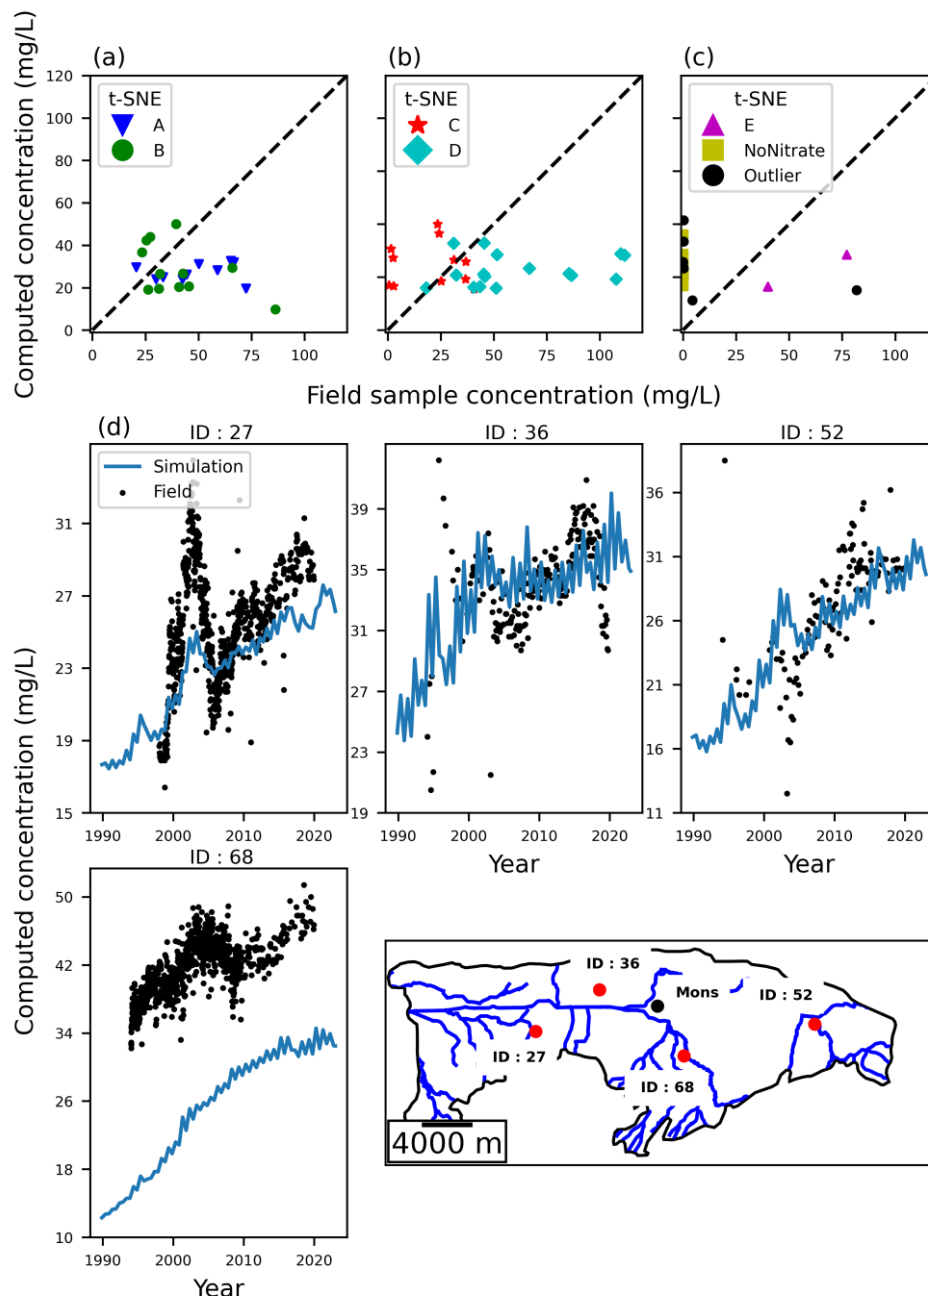 (a)
(b)
(c)
Computed concentration (mg/L)
120
100
80
60
40
20
0
t-SNE
A
B
t-SNE
C
D
t-SNE
E
NoNitrate
Outlier
0 25 50 75 100
0 25 50 75 100
0 25 50 75 100
Field sample concentration (mg/L)
(d)
ID : 27
ID : 36
ID : 52
Computed concentration (mg/L)
Simulation
Field
31
27
23
19
15
39
35
31
27
23
19
36
31
26
21
16
11
1990 2000 2010 2020
1990 2000 2010 2020
1990 2000 2010 2020
Year
Year
ID : 68
50
42
34
26
18
10
1990 2000 2010 2020
Year
ID : 36
Mons
ID : 52
ID : 27
ID : 68
4000 m